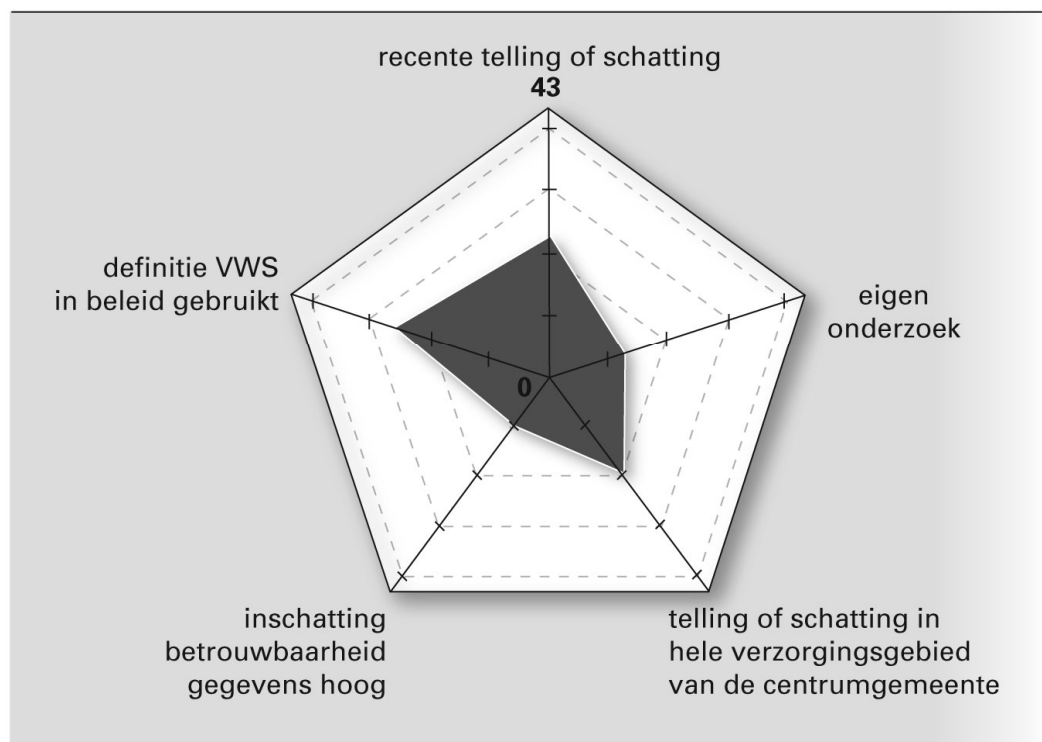 recente telling of schatting
43
definitie VWS
in beleid gebruikt
eigen
onderzoek
0
inschatting
betrouwbaarheid
gegevens hoog
telling of schatting in
hele verzorgingsgebied
van de centrumgemeente